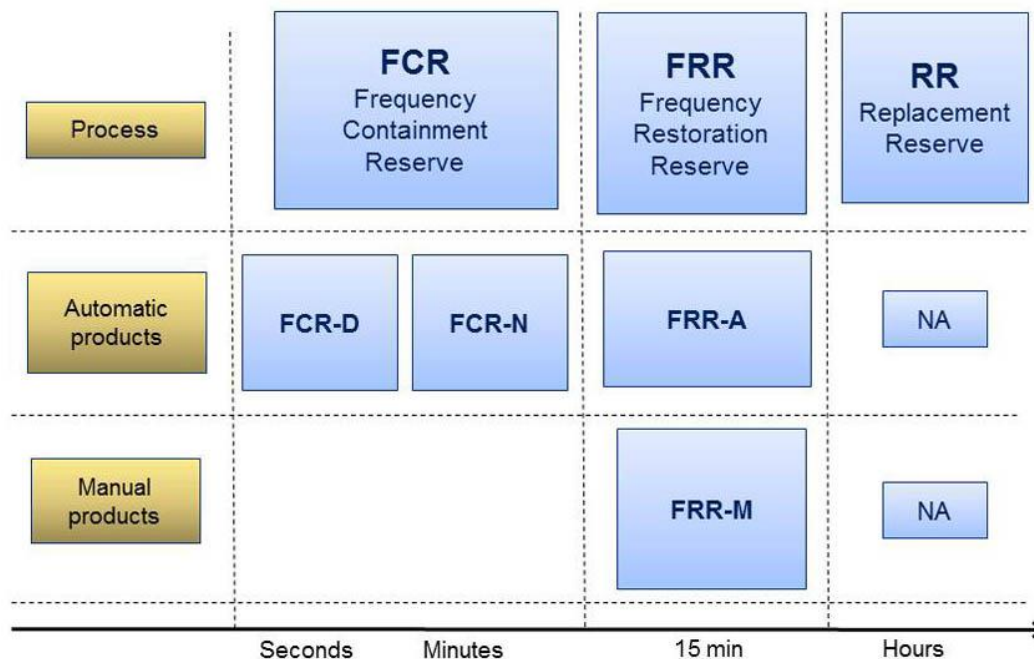 Process
FCR
Frequency
Containment
Reserve
FRR
Frequency
Restoration
Reserve
RR
Replacement
Reserve
Automatic
products
FCR-D
FCR-N
FRR-A
NA
Manual
products
FRR-M
NA
Seconds
Minutes
15 min
Hours